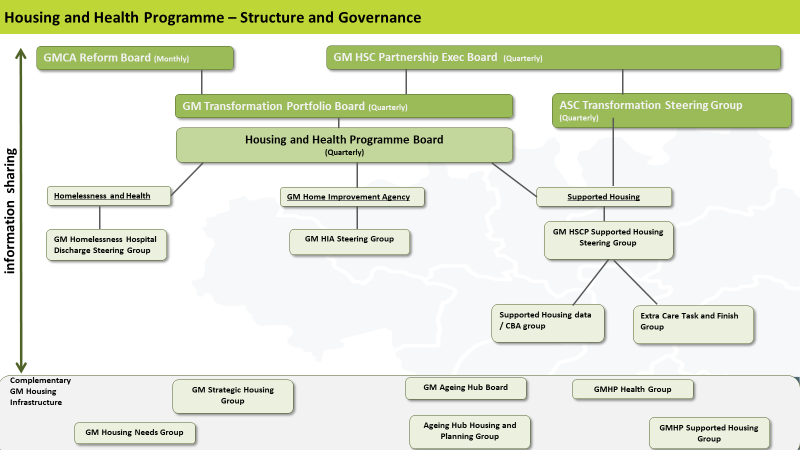 Housing and Health Programme – Structure and Governance
GMCA Reform Board (Monthly)
GM HSC Partnership Exec Board (Quarterly)
GM Transformation Portfolio Board (Quarterly)
ASC Transformation Steering Group
(Quarterly)
Housing and Health Programme Board
(Quarterly)
information sharing
Homelessness and Health
GM Home Improvement Agency
Supported Housing
GM Homelessness Hospital
Discharge Steering Group
GM HIA Steering Group
GM HSCP Supported Housing
Steering Group
Supported Housing data
/ CBA group
Extra Care Task and Finish
Group
Complementary
GM Housing
Infrastructure
GM Strategic Housing
Group
GM Ageing Hub Board
GMHP Health Group
GM Housing Needs Group
Ageing Hub Housing and
Planning Group
GMHP Supported Housing
Group